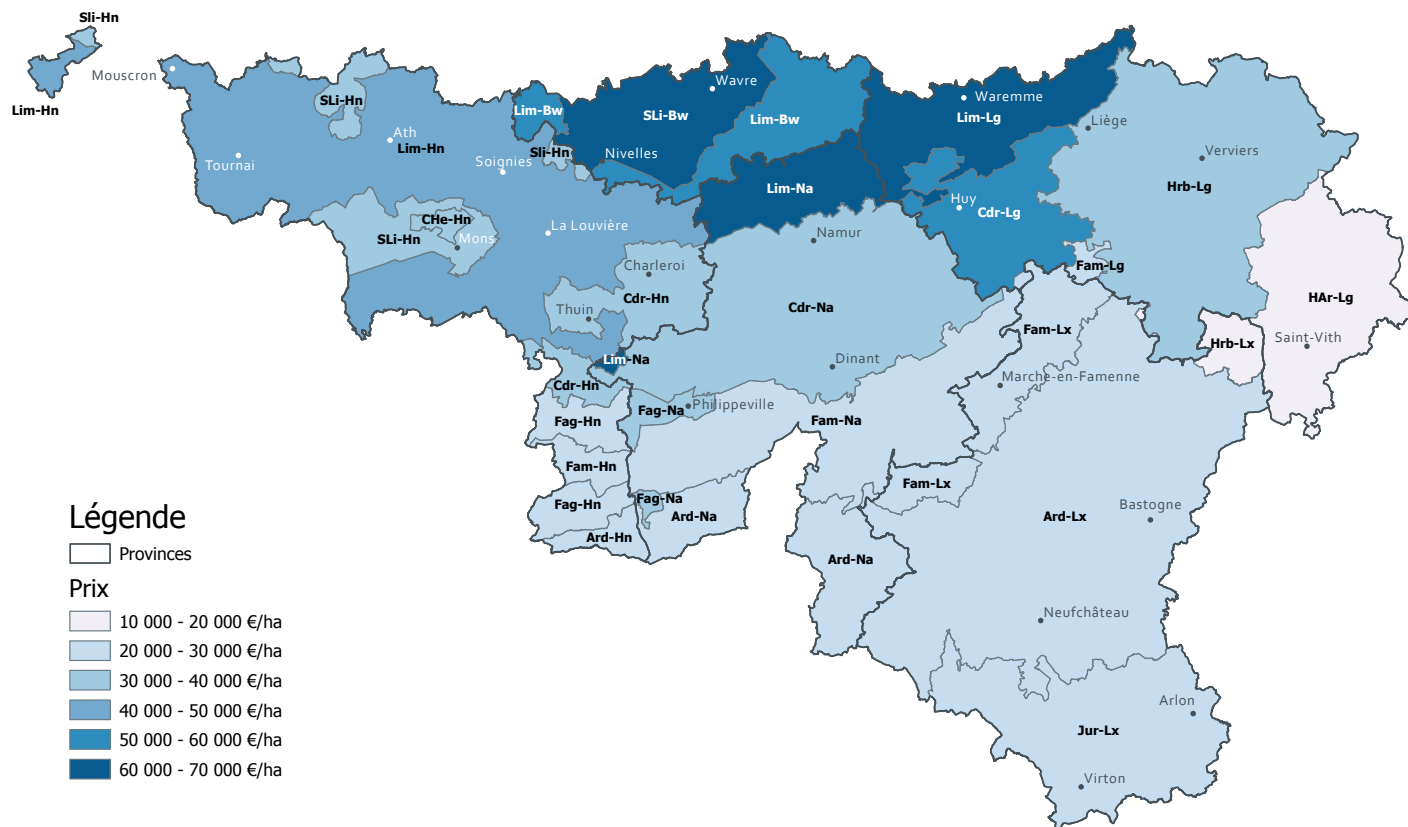 Sli-Hn
Mouscron
Lim-Hn
Wavre
SLi-Hn
Lim-Bw
SLi-Bw
Lim-Bw
Waremme
Lim-Lg
Liège
Ath
Lim-Hn
Sli-Hn
Nivelles
Tournai
Soignies
Verviers
Hrb-Lg
Lim-Na
Huy
Cdr-Lg
CHe-Hn
La Louvière
SLi-Hn
Mons
Namur
Charleroi
Fam-Lg
Cdr-Hn
Cdr-Na
HAr-Lg
Thuin
Fam-Lx
Hrb-Lx
Saint-Vith
Lim-Na
Dinant
Cdr-Hn
Marche-en-Famenne
Fag-Na
Philippeville
Fag-Hn
Fam-Na
Fam-Hn
Fam-Lx
Fag-Hn
Fag-Na
Ard-Na
Ard-Lx
Bastogne
Ard-Hn
Ard-Na
Neufchâteau
Arlon
Jur-Lx
Virton
Légende
Provinces
Prix
10 000 - 20 000 €/ha
20 000 - 30 000 €/ha
30 000 - 40 000 €/ha
40 000 - 50 000 €/ha
50 000 - 60 000 €/ha
60 000 - 70 000 €/ha